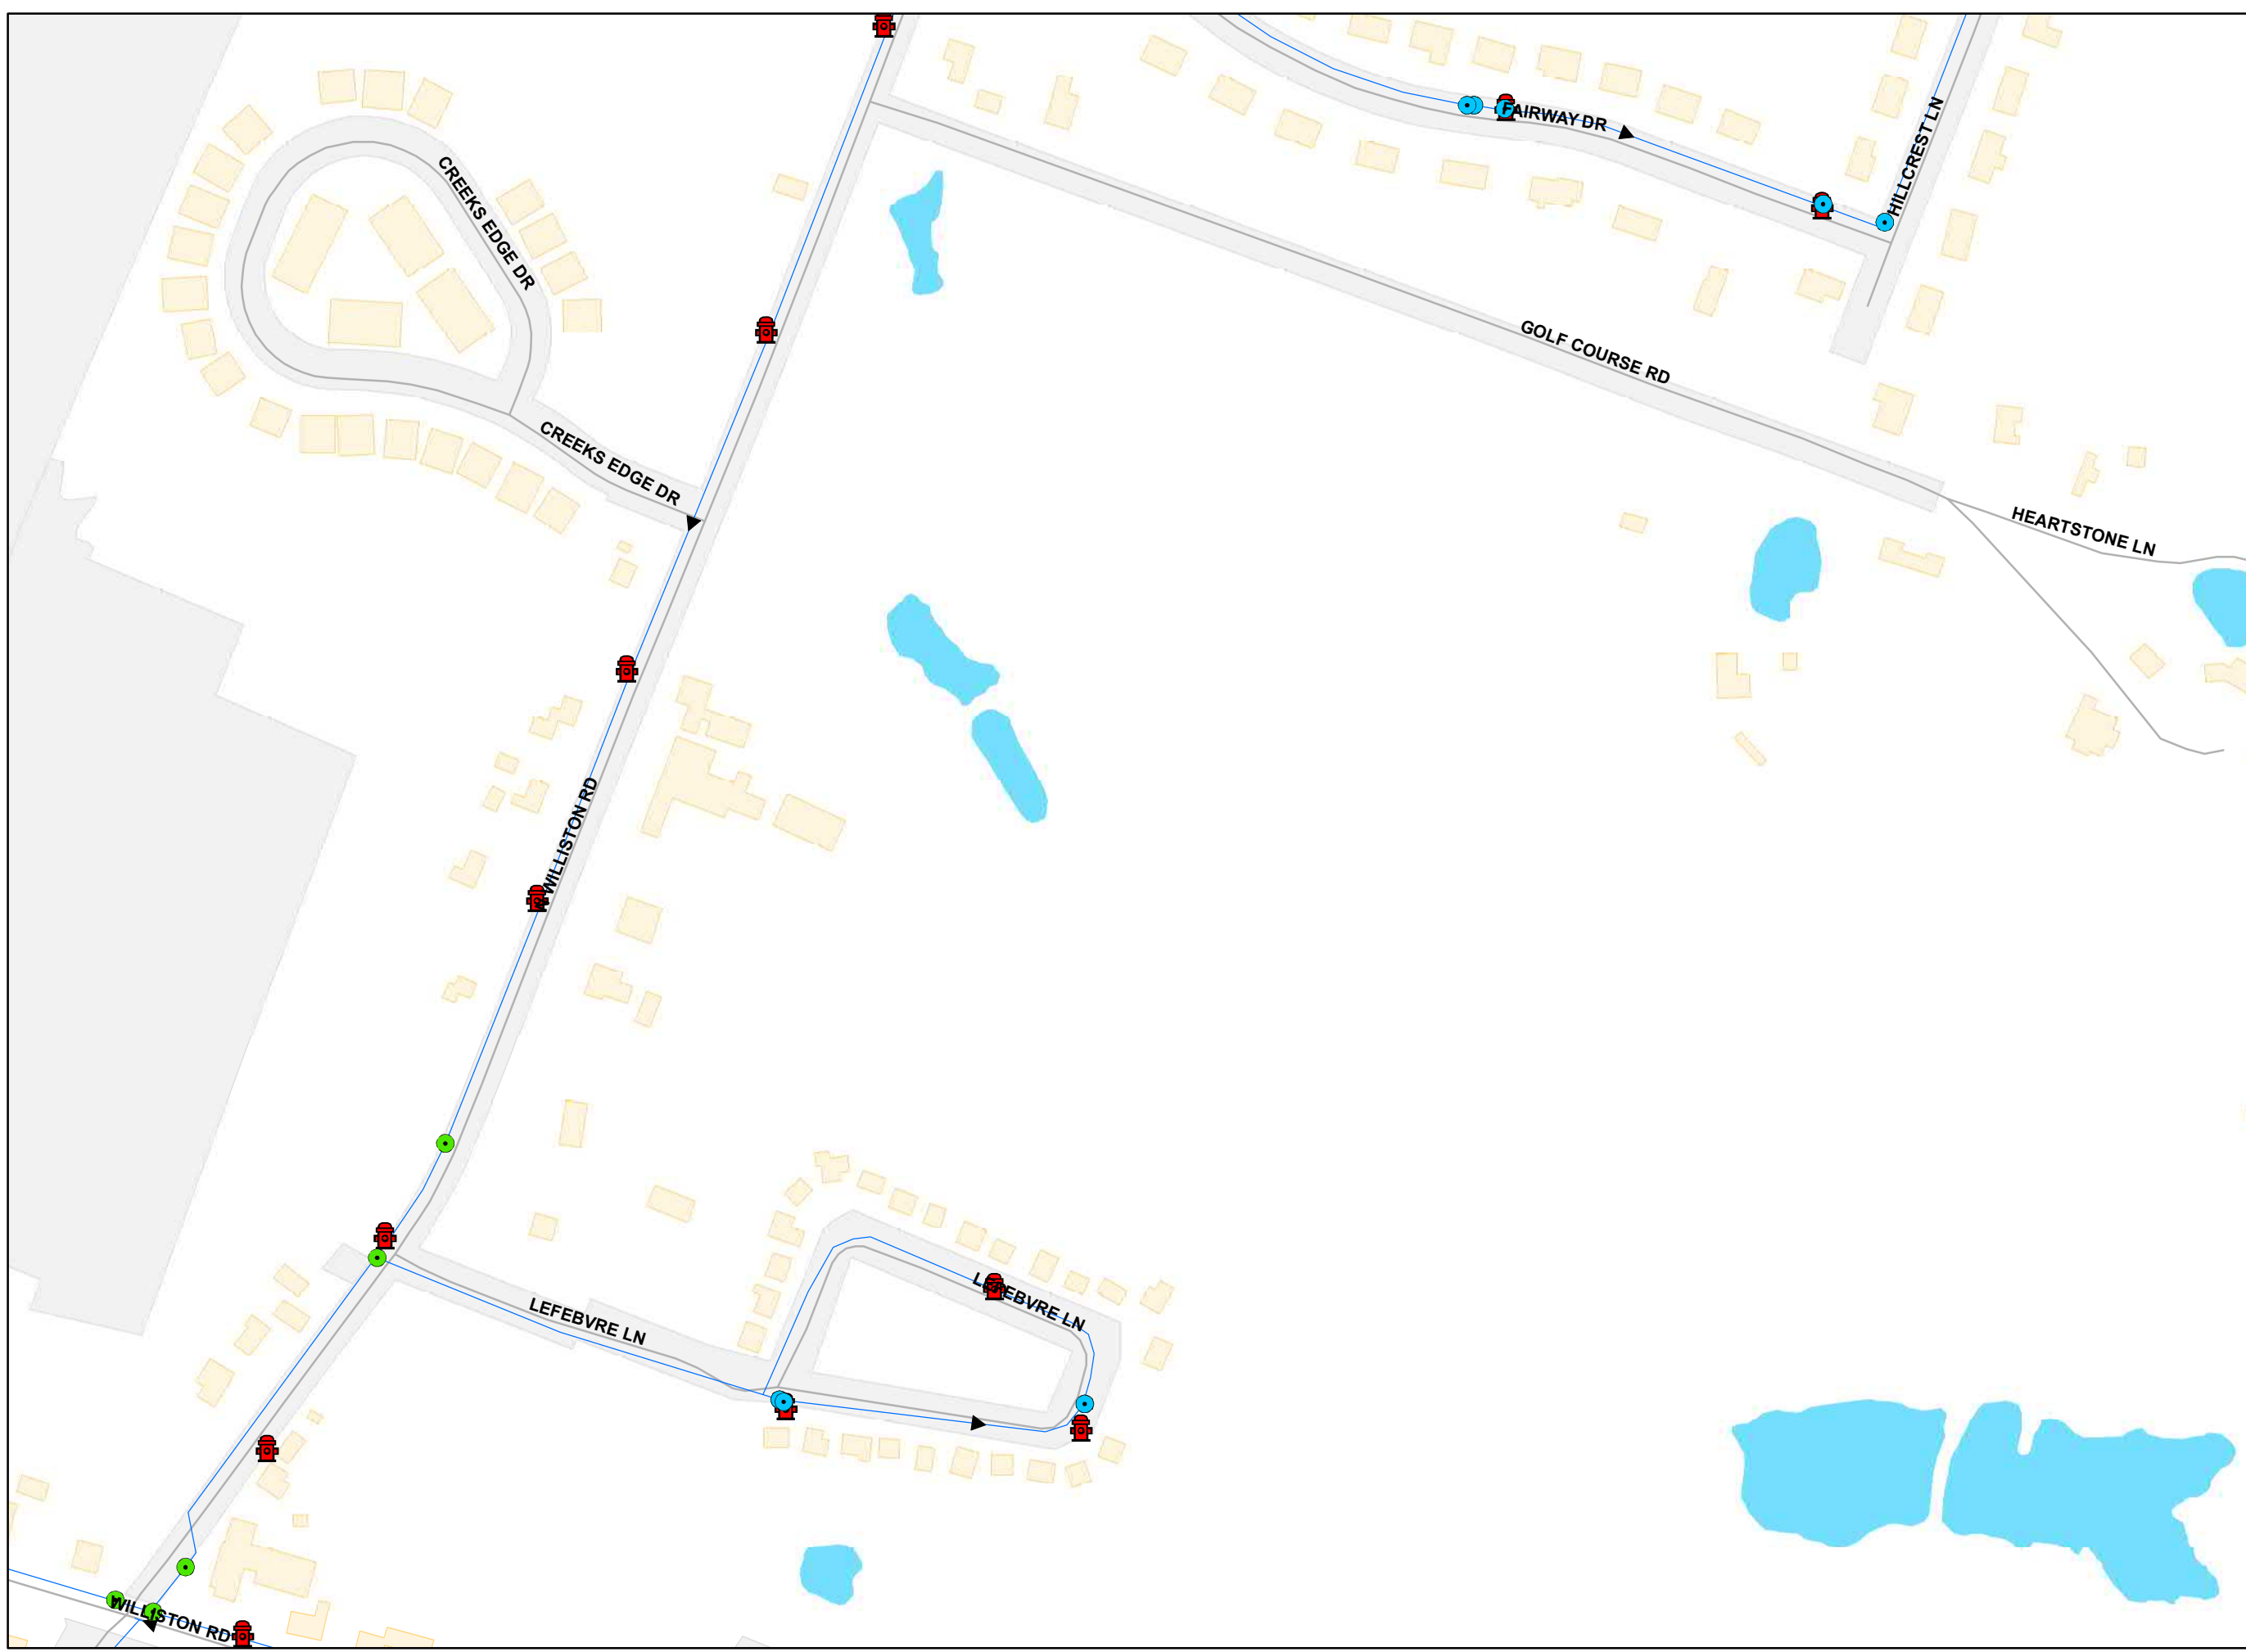 FAIRWAY DR
HILLCREST LN
CREEKS EDGE DR
GOLF COURSE RD
CREEKS EDGE DR
HEARTSTONE LN
WILLISTON RD
LEFEBVRE LN
LEFEBVRE LN
WILLISTON RD